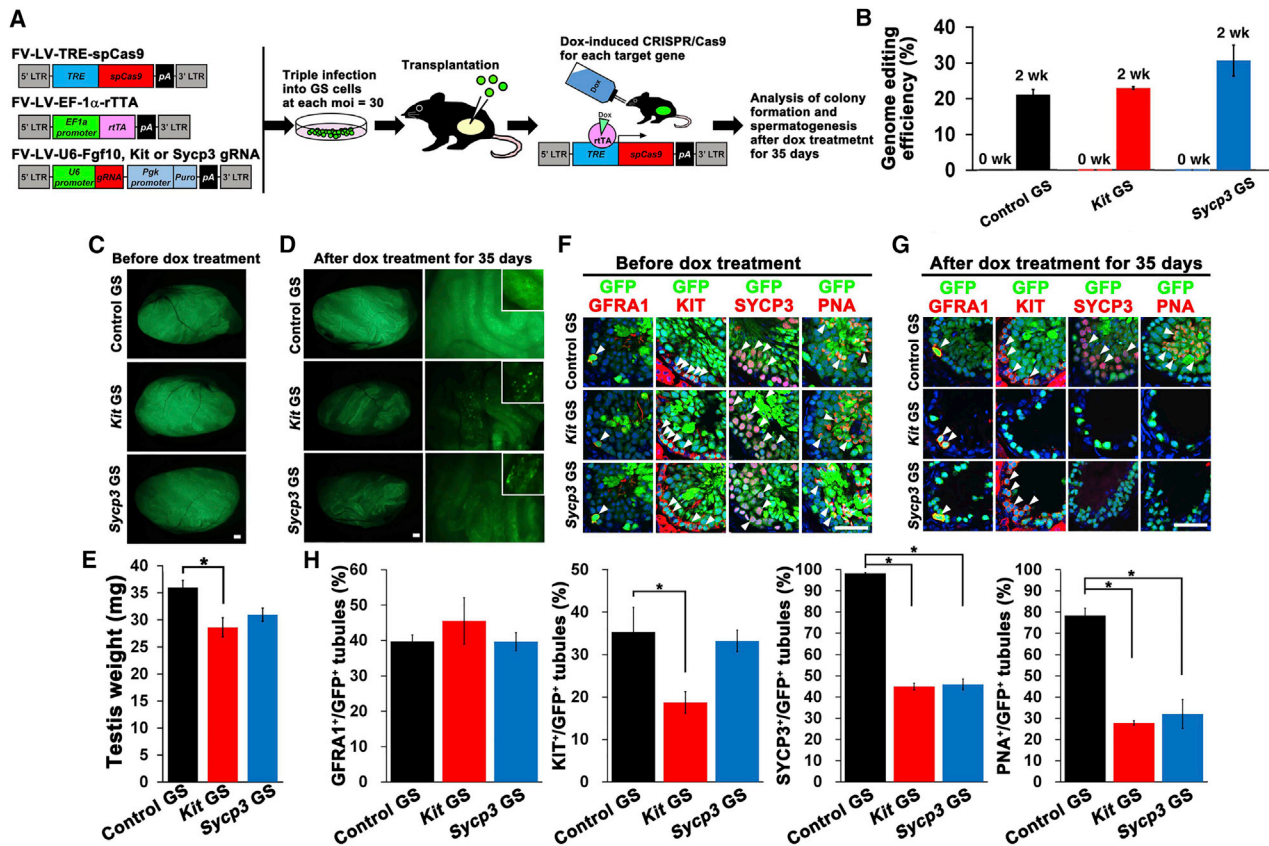 A
FV-LV-TRE-spCas9
5' LTR TRE spCas9 pA 3' LTR
FV-LV-EF-1α-rTTA
5' LTR EF1a promoter rtTA pA 3' LTR
FV-LV-U6-Fgf10, Kit or Sycp3 gRNA
5' LTR U6 promoter gRNA Pgk promoter Puro pA 3' LTR
Triple infection
into GS cells
at each moi = 30
Transplantation
Dox-induced CRISPR/Cas9
for each target gene
Dox
Dox
rtTA
5' LTR TRE spCas9 pA 3' LTR
Analysis of colony
formation and
spermatogenesis
after dox treatmetnt
for 35 days
B
Genome editing
efficiency (%)
40
30
20
10
0
0 wk 2 wk 0 wk 2 wk 0 wk 2 wk
Control GS Kit GS Sycp3 GS
C
Before dox treatment
Control GS
Kit GS
Sycp3 GS
D
After dox treatment for 35 days
Control GS
Kit GS
Sycp3 GS
F
Before dox treatment
GFP GFP GFP GFP
GFRA1 KIT SYCP3 PNA
Control GS
Kit GS
Sycp3 GS
G
After dox treatment for 35 days
GFP GFP GFP GFP
GFRA1 KIT SYCP3 PNA
Control GS
Kit GS
Sycp3 GS
E
Testis weight (mg)
40
35
30
25
20
15
10
5
0
*
Control GS Kit GS Sycp3 GS
H
GFRA1+/GFP+ tubules (%)
60
50
40
30
20
10
0
Control GS Kit GS Sycp3 GS
KIT+/GFP+ tubules (%)
50
45
40
35
30
25
20
15
10
5
0
*
Control GS Kit GS Sycp3 GS
SYCP3+/GFP+ tubules (%)
100
90
80
70
60
50
40
30
20
10
0
* *
Control GS Kit GS Sycp3 GS
PNA+/GFP+ tubules (%)
100
90
80
70
60
50
40
30
20
10
0
* *
Control GS Kit GS Sycp3 GS